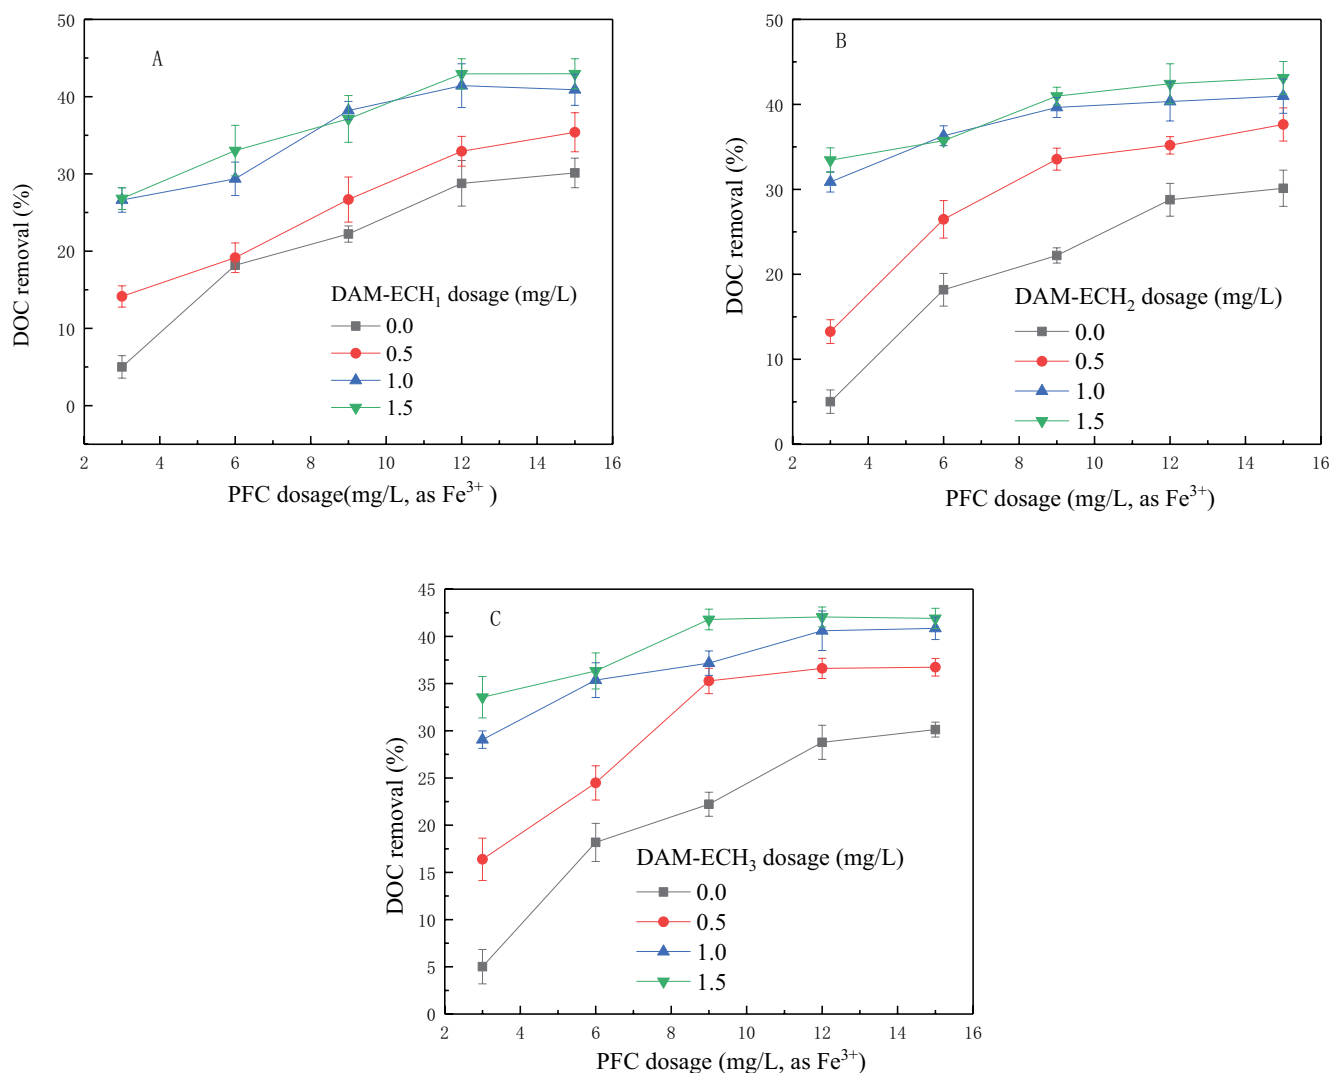 A
DOC removal (%)
50
40
30
20
10
0
DAM-ECH₁ dosage (mg/L)
0.0
0.5
1.0
1.5
2 4 6 8 10 12 14 16
PFC dosage(mg/L, as Fe³⁺ )
B
DOC removal (%)
50
40
30
20
10
0
DAM-ECH₂ dosage (mg/L)
0.0
0.5
1.0
1.5
2 4 6 8 10 12 14 16
PFC dosage (mg/L, as Fe³⁺)
C
DOC removal (%)
45
40
35
30
25
20
15
10
5
0
DAM-ECH₃ dosage (mg/L)
0.0
0.5
1.0
1.5
2 4 6 8 10 12 14 16
PFC dosage (mg/L, as Fe³⁺)